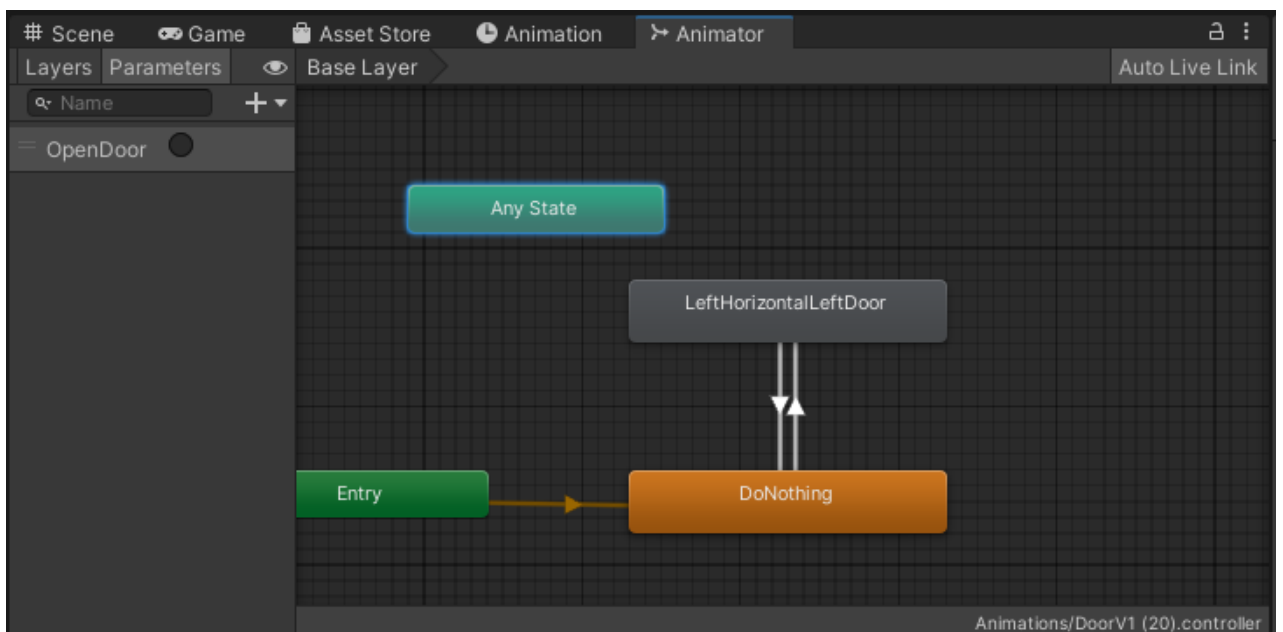 Scene Game Asset Store Animation Animator
Layers Parameters Base Layer Auto Live Link
Name
OpenDoor
Any State
LeftHorizontalLeftDoor
Entry DoNothing
Animations/DoorV1 (20).controller